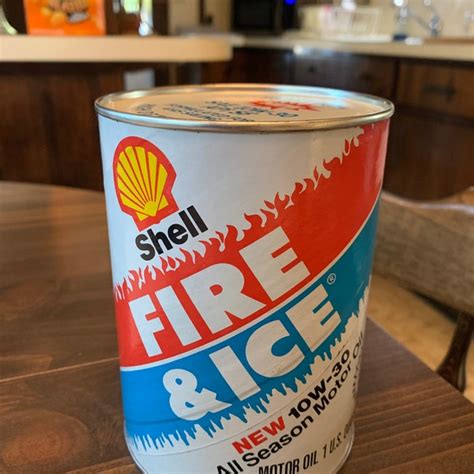 Shell
FIRE
& ICE®
NEW 10W-30
All Season Motor Oil
MOTOR OIL 1 U.S.